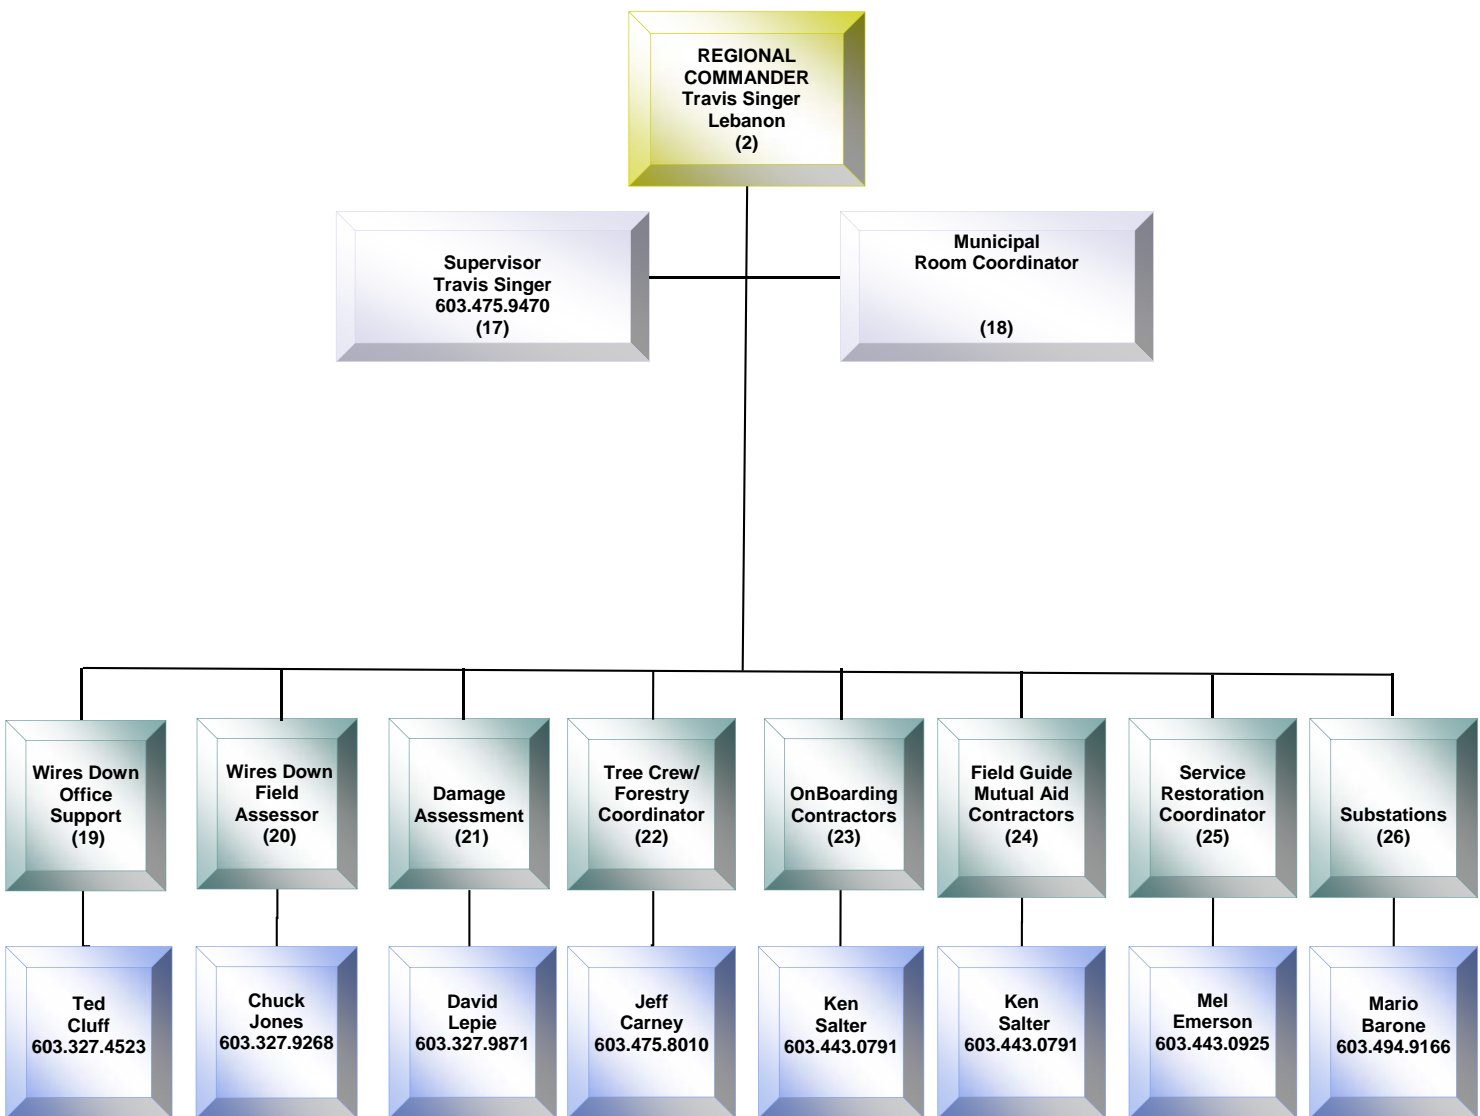 REGIONAL
COMMANDER
Travis Singer
Lebanon
(2)
Supervisor
Travis Singer
603.475.9470
(17)
Municipal
Room Coordinator
(18)
Wires Down
Office
Support
(19)
Wires Down
Field
Assessor
(20)
Damage
Assessment
(21)
Tree Crew/
Forestry
Coordinator
(22)
OnBoarding
Contractors
(23)
Field Guide
Mutual Aid
Contractors
(24)
Service
Restoration
Coordinator
(25)
Substations
(26)
Ted
Cluff
603.327.4523
Chuck
Jones
603.327.9268
David
Lepie
603.327.9871
Jeff
Carney
603.475.8010
Ken
Salter
603.443.0791
Ken
Salter
603.443.0791
Mel
Emerson
603.443.0925
Mario
Barone
603.494.9166